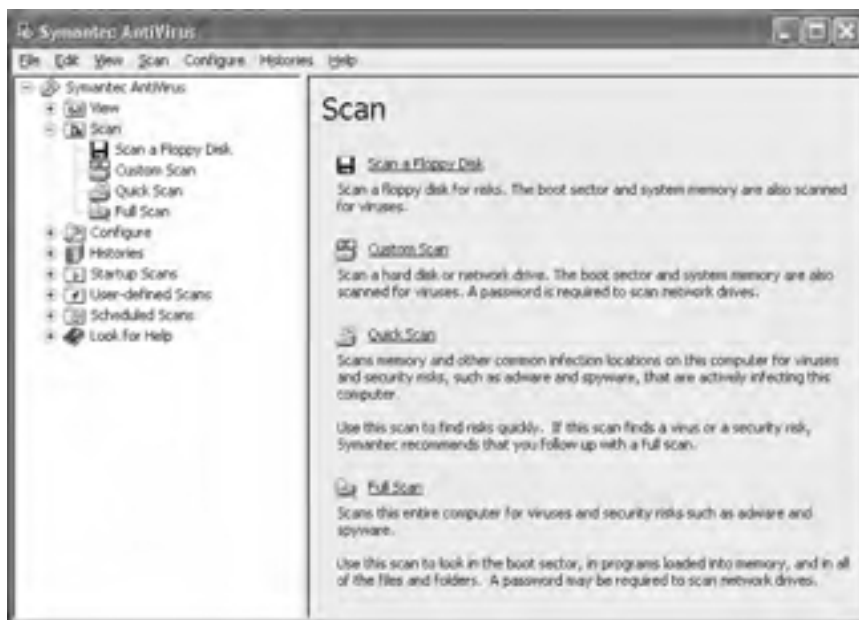 Symantec AntiVirus
File Edit View Scan Configure Histories Help
Symantec AntiVirus
View
Scan
Scan a Floppy Disk
Custom Scan
Quick Scan
Full Scan
Configure
Histories
Startup Scans
User-defined Scans
Scheduled Scans
Look for Help
Scan
Scan a Floppy Disk
Scan a floppy disk for risks. The boot sector and system memory are also scanned
for viruses.
Custom Scan
Scan a hard disk or network drive. The boot sector and system memory are also
scanned for viruses. A password is required to scan network drives.
Quick Scan
Scans memory and other common infection locations on this computer for viruses
and security risks, such as adware and spyware, that are actively infecting this
computer.
Use this scan to find risks quickly. If this scan finds a virus or a security risk,
Symantec recommends that you follow up with a full scan.
Full Scan
Scans this entire computer for viruses and security risks such as adware and
spyware.
Use this scan to look in the boot sector, in programs loaded into memory, and in all
of the files and folders. A password may be required to scan network drives.